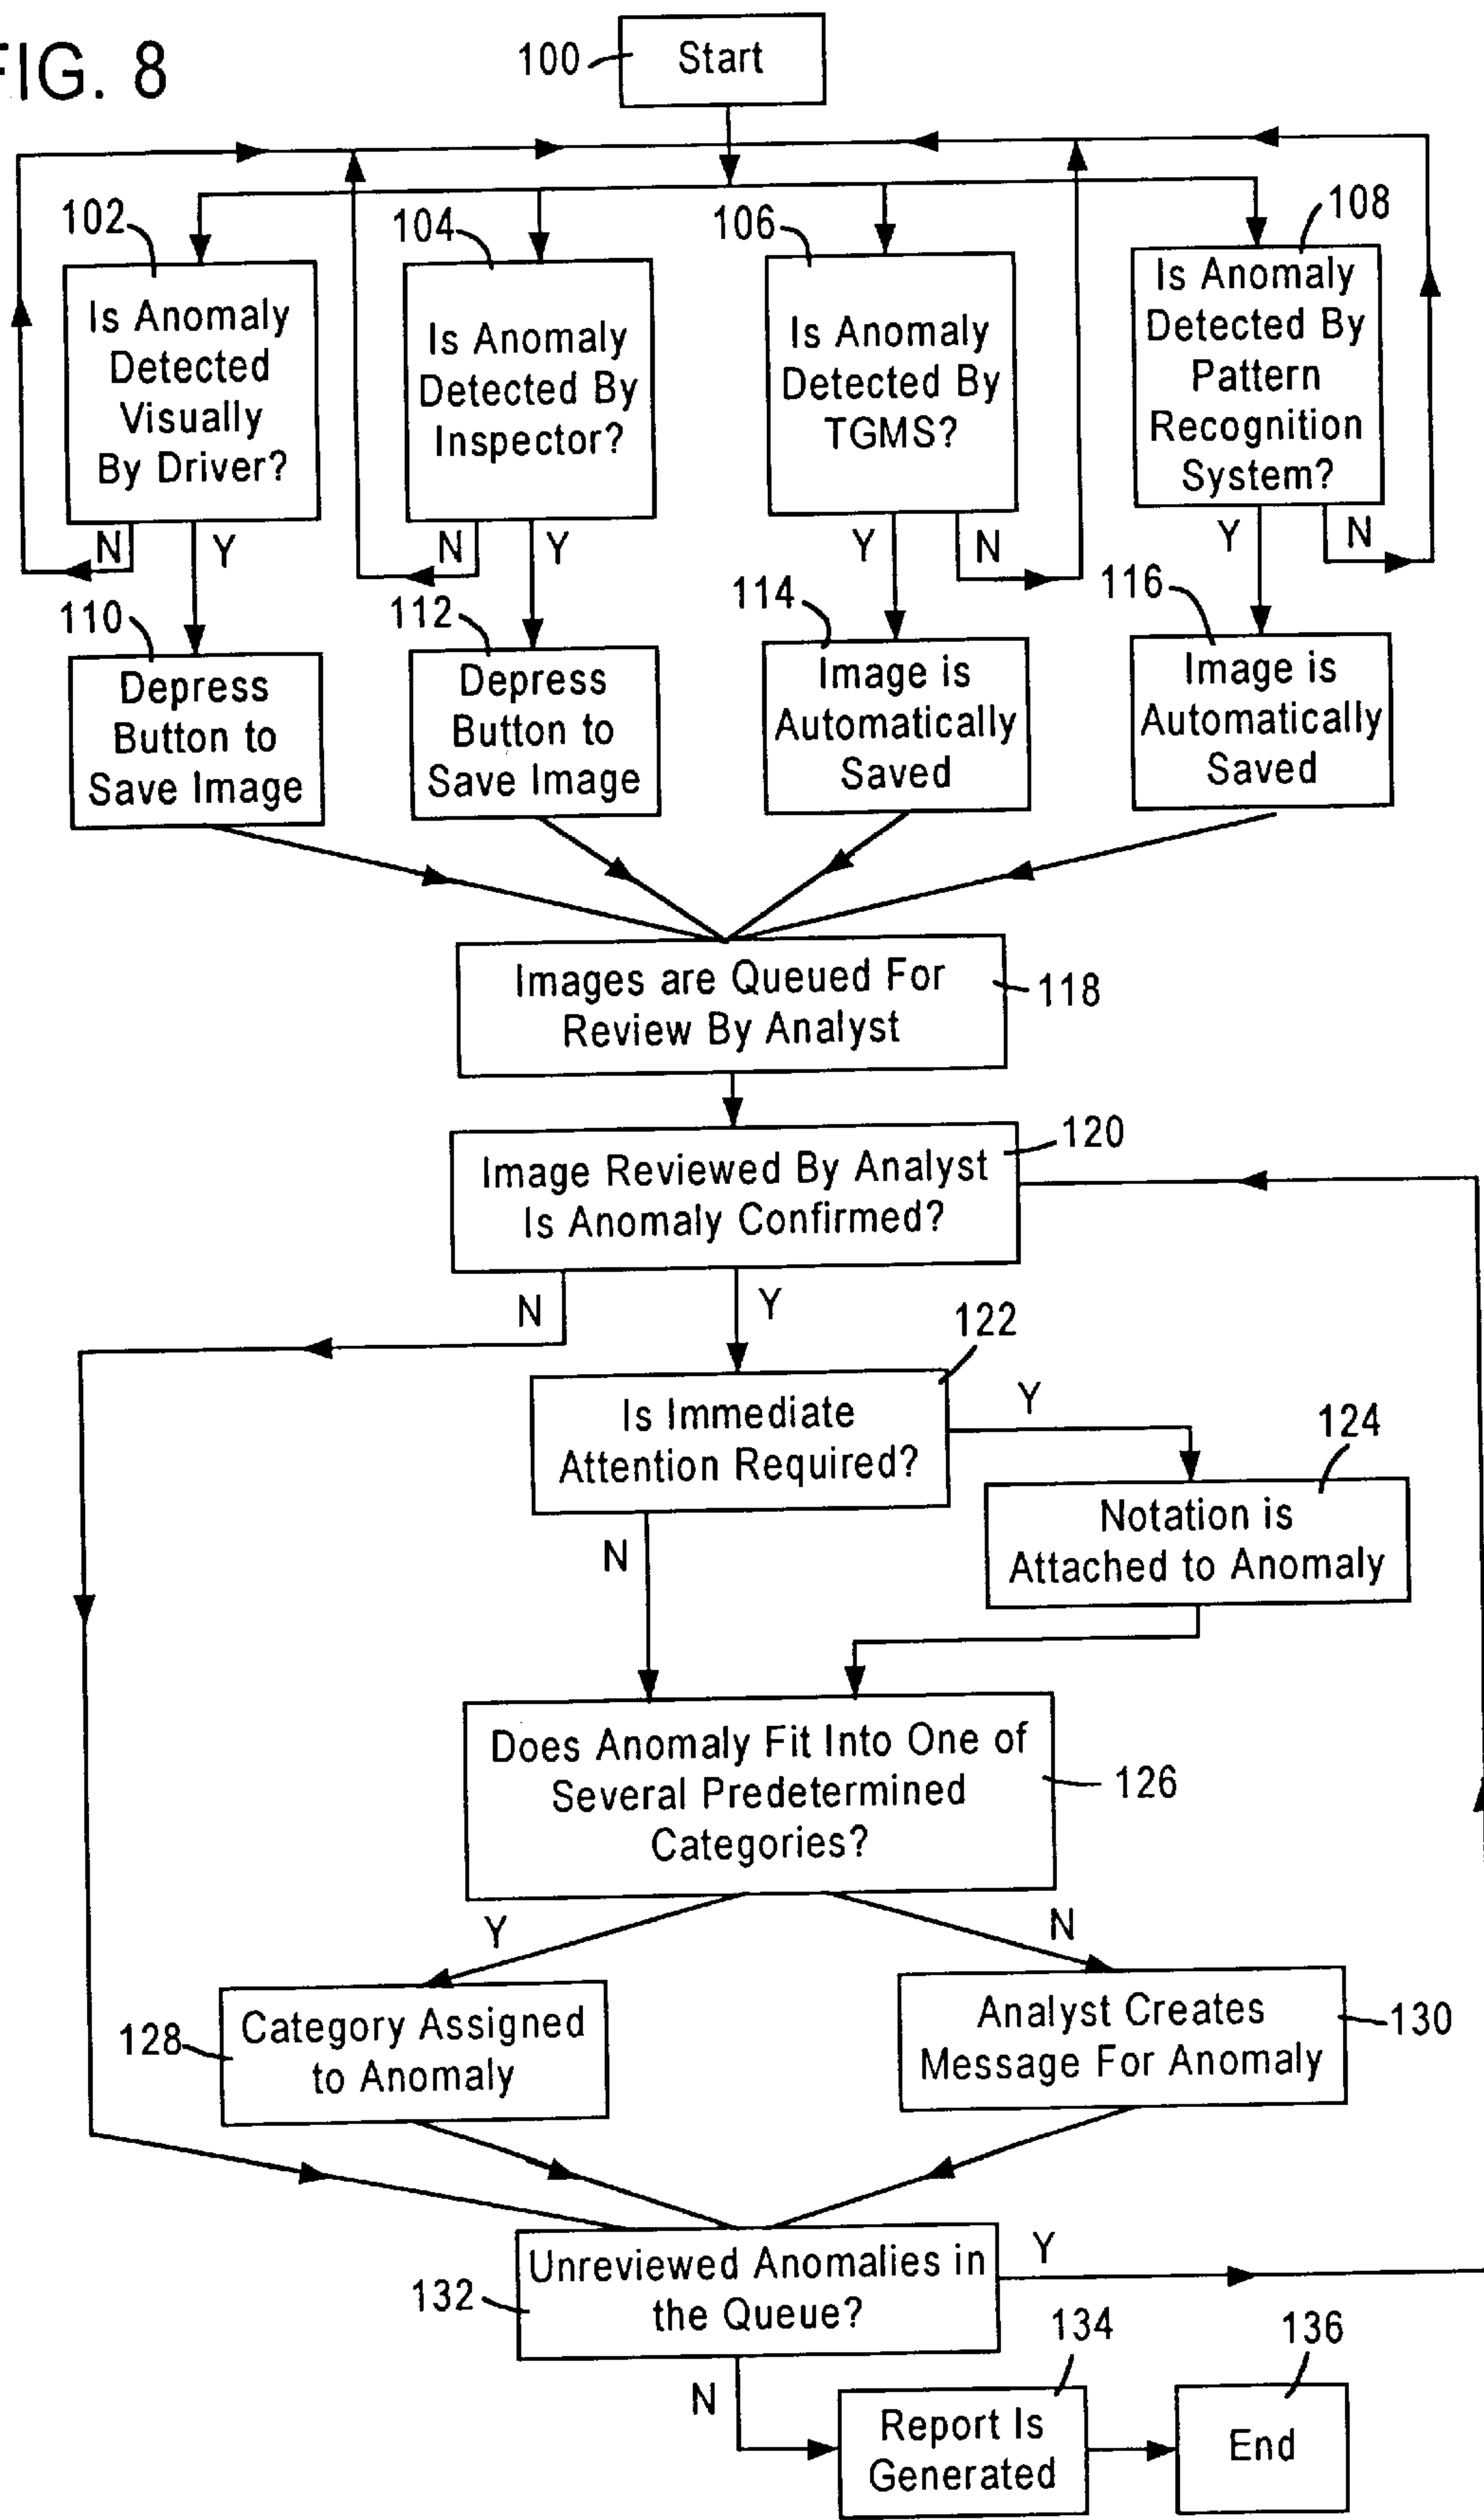 FIG. 8
100
Start
102
104
106
108
Is Anomaly
Detected
Visually
By Driver?
Is Anomaly
Detected By
Inspector?
Is Anomaly
Detected By
TGMS?
Is Anomaly
Detected By
Pattern
Recognition
System?
N
Y
N
Y
Y
N
Y
N
110
112
114
116
Depress
Button to
Save Image
Depress
Button to
Save Image
Image is
Automatically
Saved
Image is
Automatically
Saved
Images are Queued For
Review By Analyst
118
120
Image Reviewed By Analyst
Is Anomaly Confirmed?
N
Y
122
Is Immediate
Attention Required?
Y
124
Notation is
Attached to Anomaly
N
Does Anomaly Fit Into One of
Several Predetermined
Categories?
126
Y
N
128
Category Assigned
to Anomaly
Analyst Creates
Message For Anomaly
130
Unreviewed Anomalies in
the Queue?
132
Y
N
134
136
Report Is
Generated
End